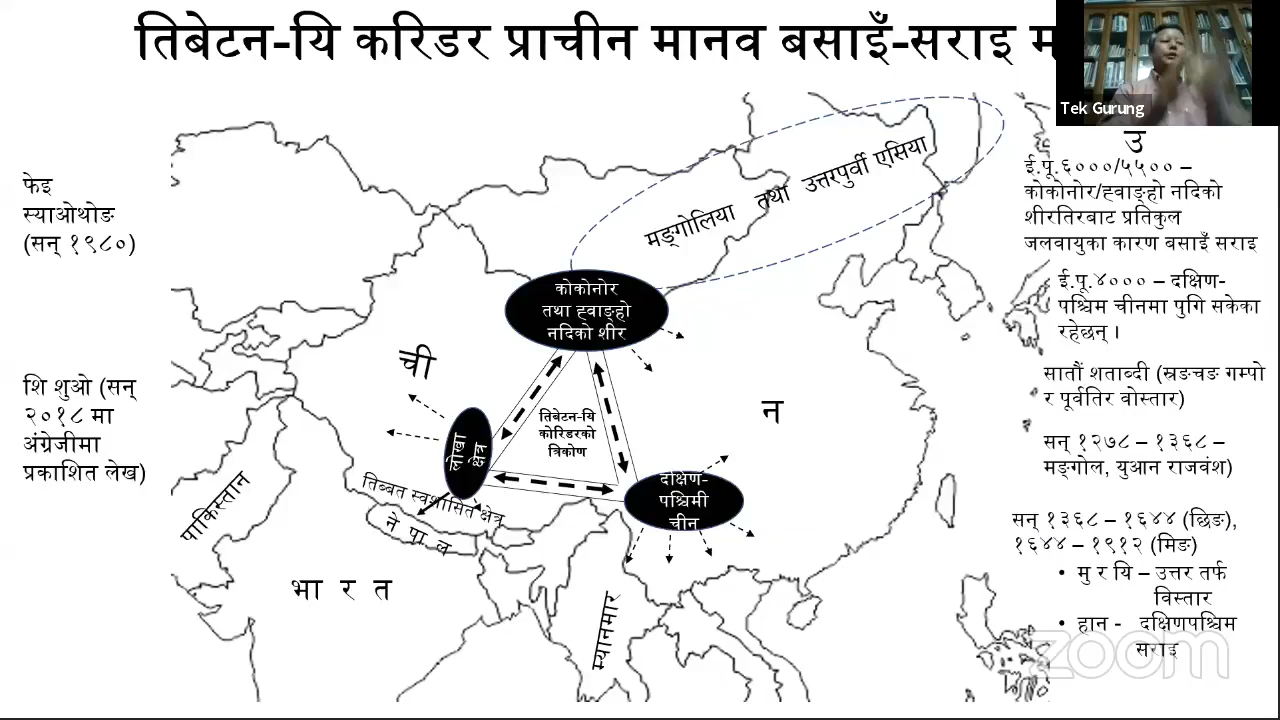 तिबेटन-यि करिडर प्राचीन मानव बसाइँ-सराइ
Tek Gurung
फेइ
स्याओथोङ
(सन् १९८०)
शि शुओ (सन्
२०१८ मा
अंग्रेजीमा
प्रकाशित लेख)
मङ्गोलिया तथा उत्तरपुर्वी एसिया
कोकोनोर
तथा ह्वाङ्हो
नदिको शीर
ची
न
तिबेटन-यि
कोरिडरको
त्रिकोण
ल्होखा
क्षेत्र
दक्षिण-
पश्चिमी
चीन
तिब्बत स्वशासित क्षेत्र
पाकिस्तान
नेपाल
भारत
म्यानमार
उ
ई.पू.६०००/५५०० –
कोकोनोर/ह्वाङ्हो नदिको
शीरतिरबाट प्रतिकुल
जलवायुका कारण बसाइँ सराइ
ई.पू.४००० – दक्षिण-
पश्चिम चीनमा पुगि सकेका
रहेछन् ।
सातौं शताब्दी (स्रङचङ गम्पो
र पूर्वतिर बोस्तार)
सन् १२७८ – १३६८ –
मङ्गोल, युआन राजवंश)
सन् १३६८ – १६४४ (छिङ),
१६४४ – १९१२ (मिङ)
• मु र यि – उत्तर तर्फ
विस्तार
• हान - दक्षिणपश्चिम
सराइ
zoom